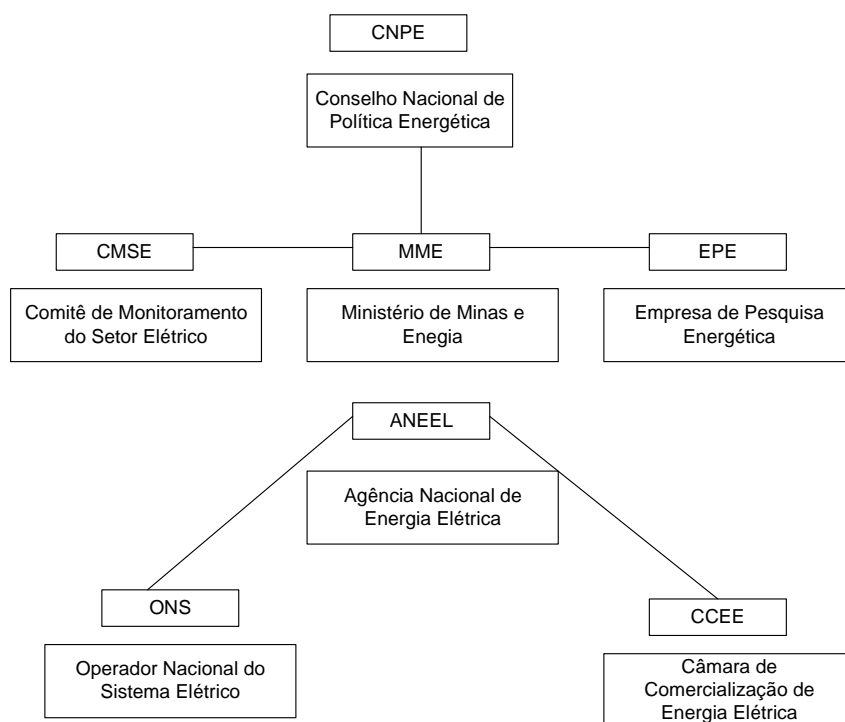 CNPE
Conselho Nacional de
Política Energética
CMSE
MME
EPE
Comitê de Monitoramento
do Setor Elétrico
Ministério de Minas e
Enegia
Empresa de Pesquisa
Energética
ANEEL
Agência Nacional de
Energia Elétrica
ONS
CCEE
Operador Nacional do
Sistema Elétrico
Câmara de
Comercialização de
Energia Elétrica